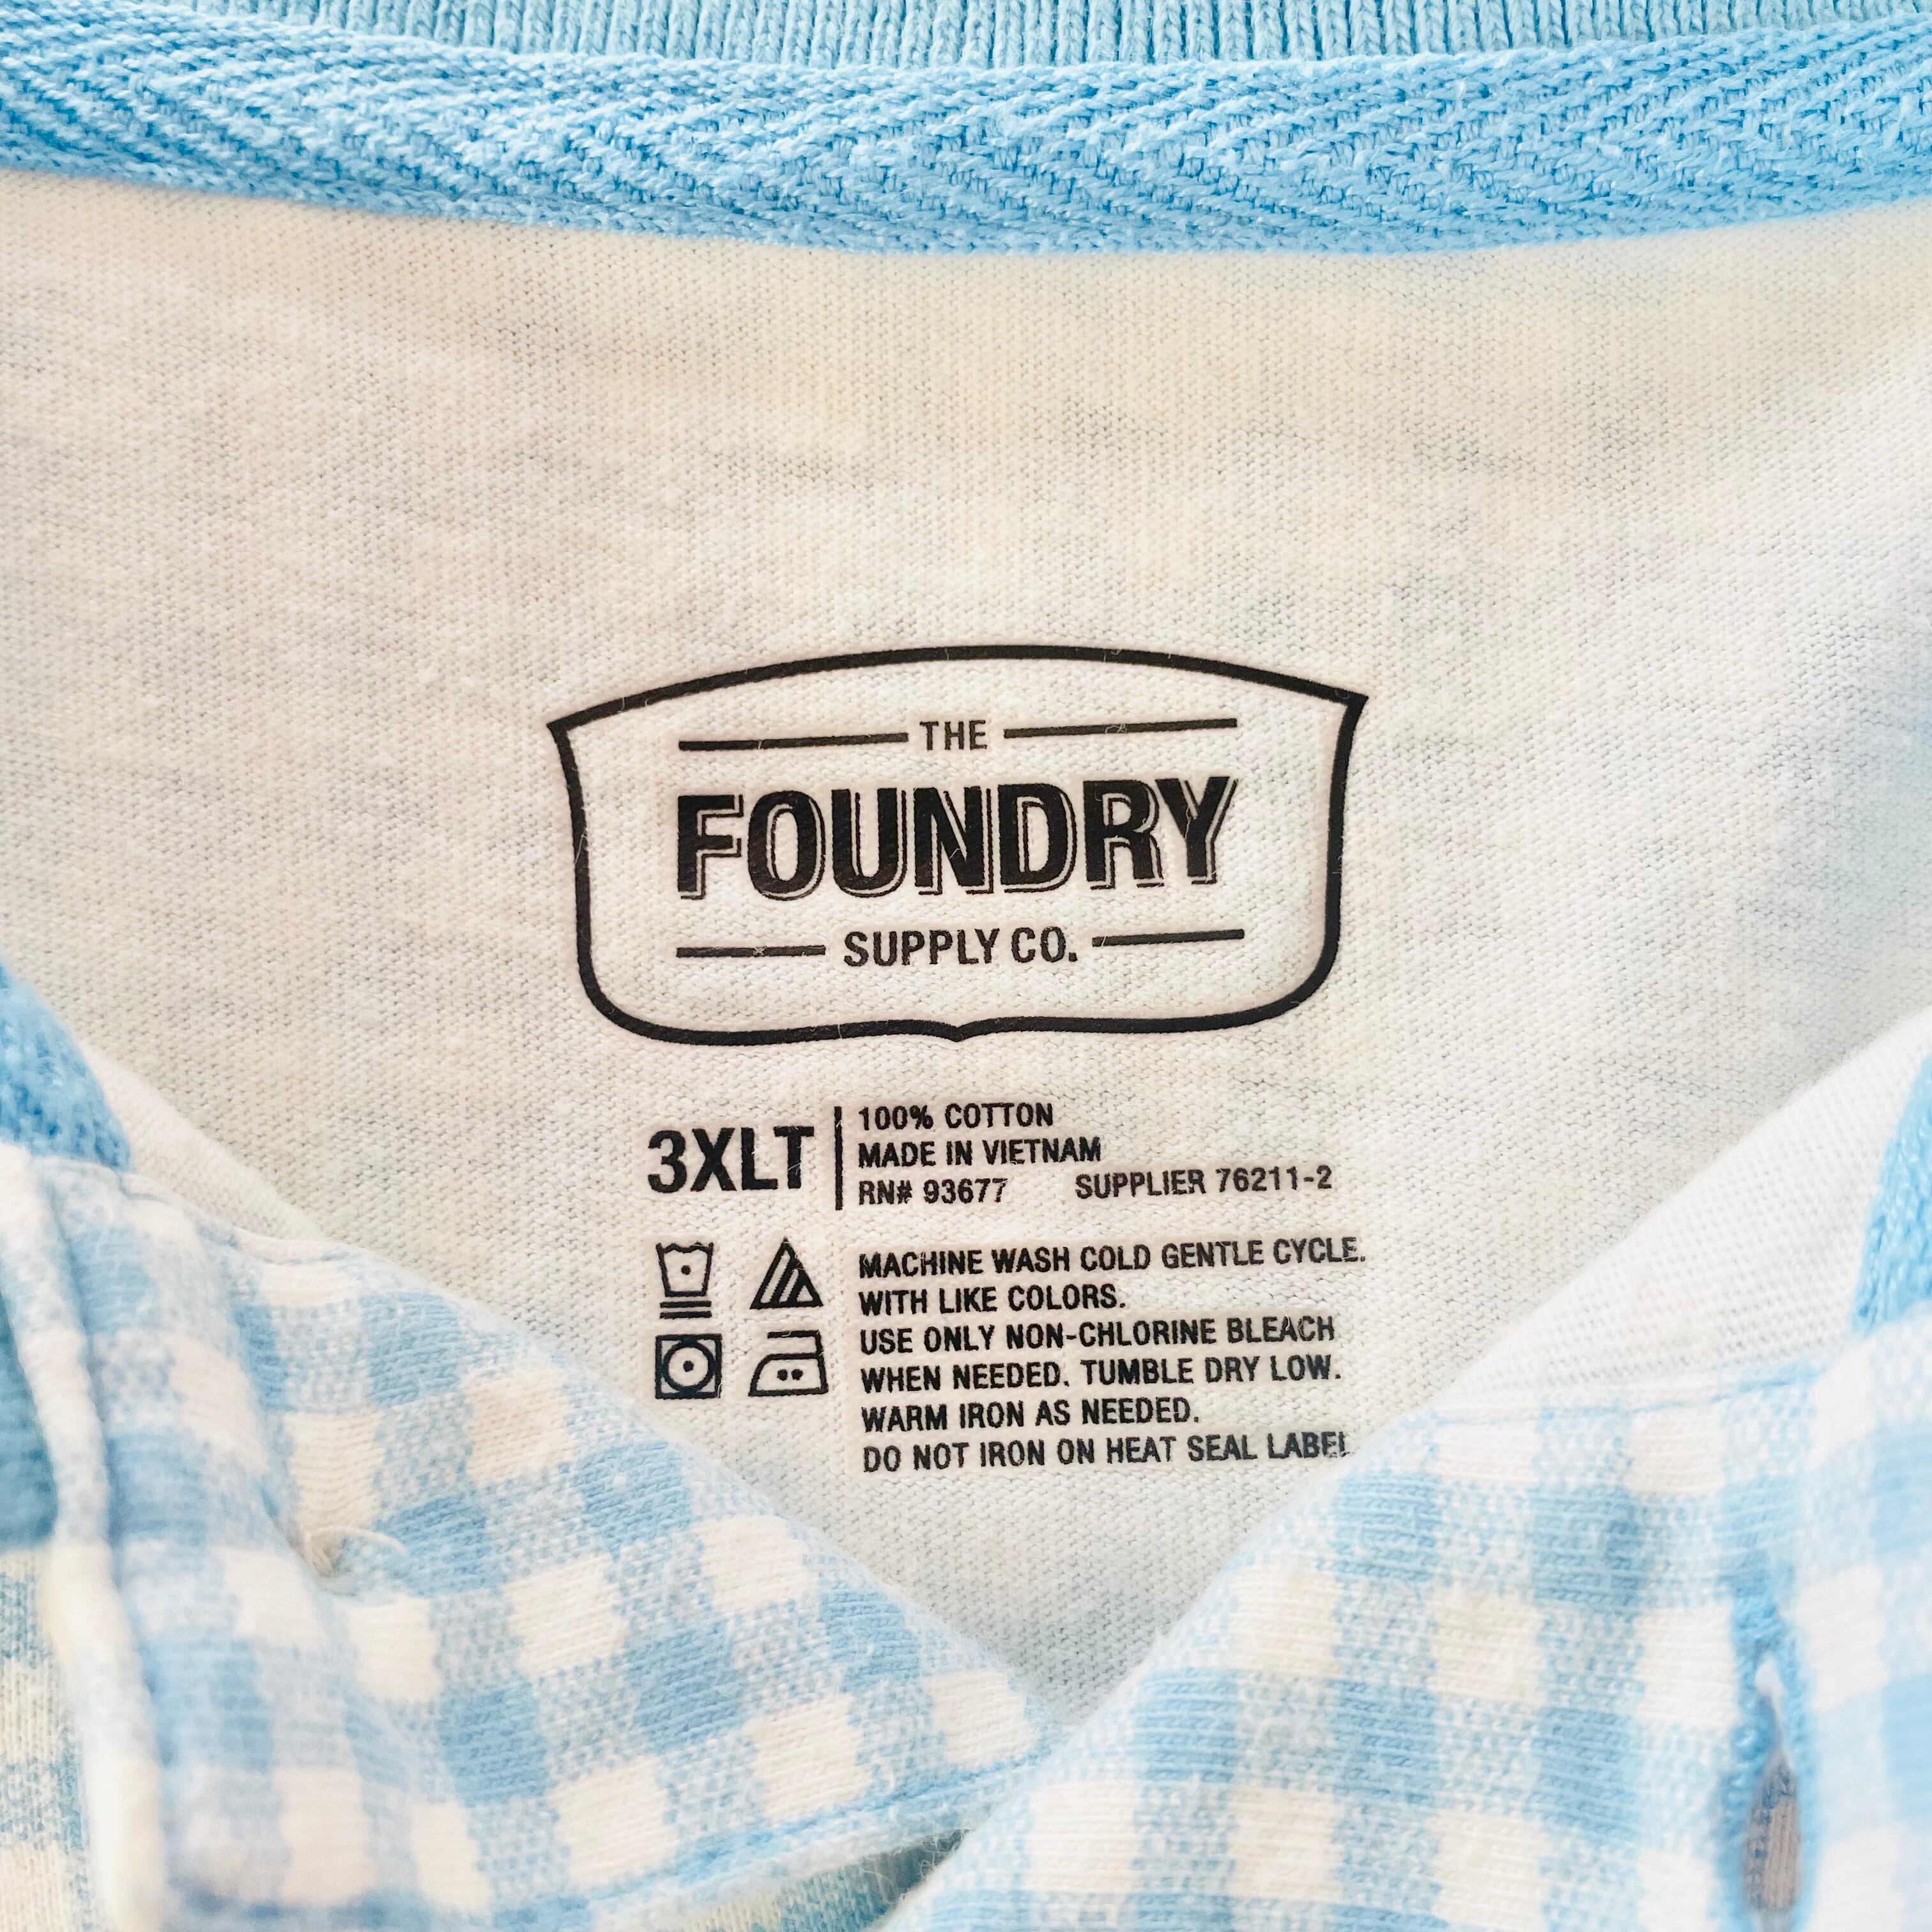 THE
FOUNDRY
SUPPLY CO.
3XLT
100% COTTON
MADE IN VIETNAM
RN# 93677 SUPPLIER 76211-2
MACHINE WASH COLD GENTLE CYCLE.
WITH LIKE COLORS.
USE ONLY NON-CHLORINE BLEACH
WHEN NEEDED. TUMBLE DRY LOW.
WARM IRON AS NEEDED.
DO NOT IRON ON HEAT SEAL LABEL